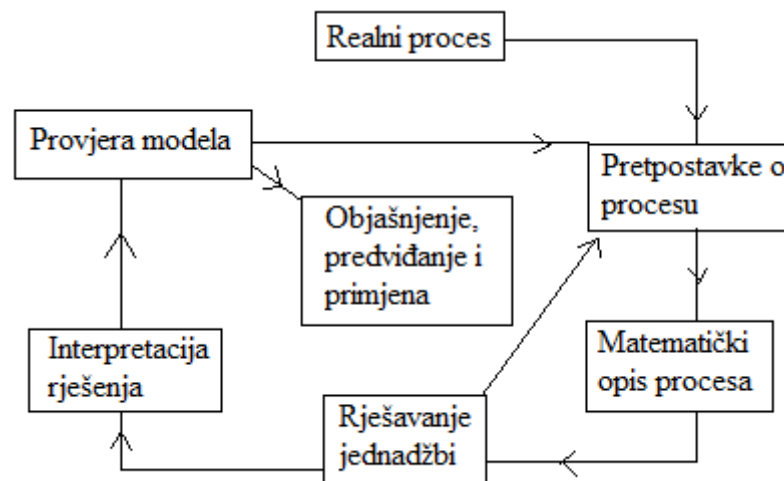 Realni proces
Provjera modela
Pretpostavke o
procesu
Objašnjenje,
predviđanje i
primjena
Interpretacija
rješenja
Matematički
opis procesa
Rješavanje
jednadžbi